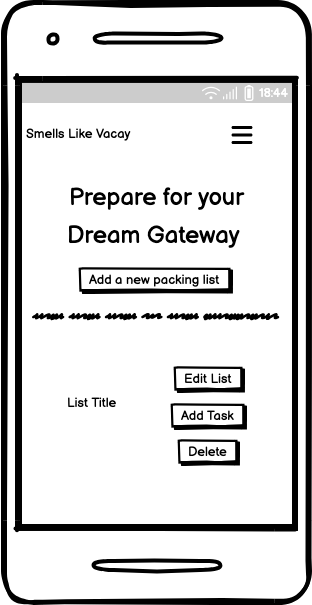 18:44
Smells Like Vacay
Prepare for your
Dream Gateway
Add a new packing list
Edit List
List Title
Add Task
Delete